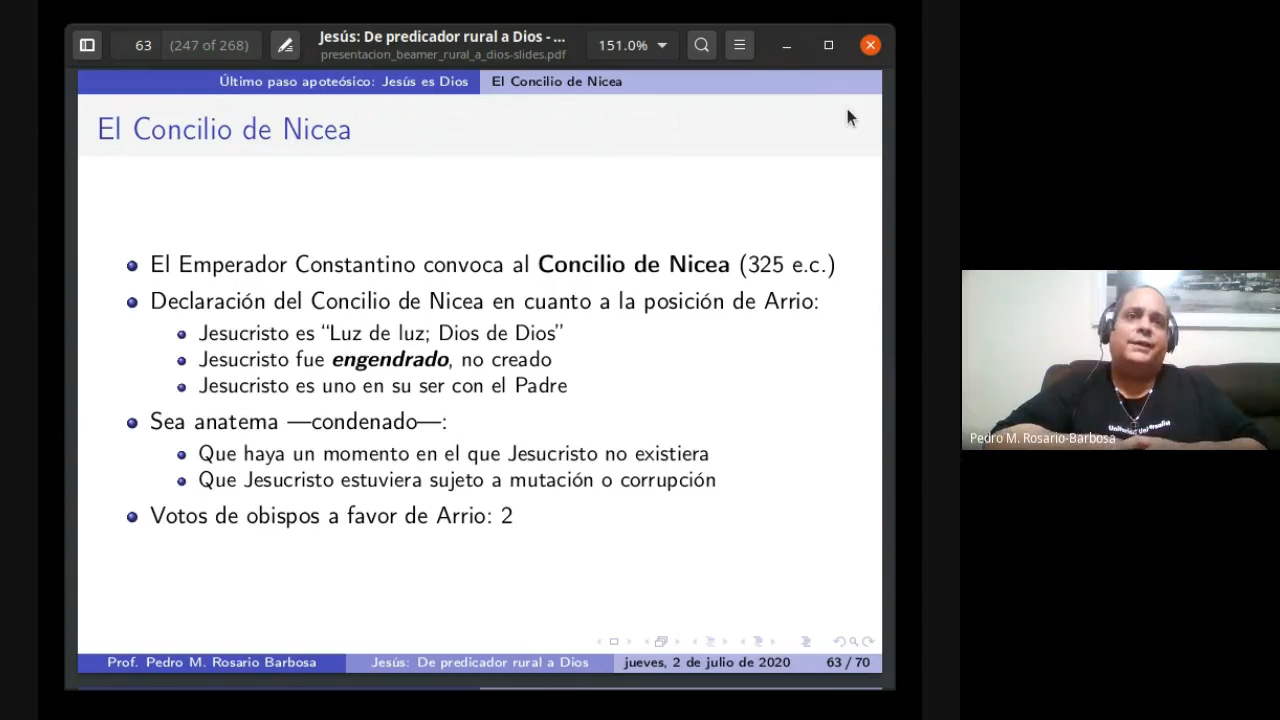 63 (247 of 268)
Jesús: De predicador rural a Dios - ...
presentacion_beamer_rural_a_dios-slides.pdf
151.0%
Último paso apoteósico: Jesús es Dios
El Concilio de Nicea
El Concilio de Nicea
El Emperador Constantino convoca al Concilio de Nicea (325 e.c.)
Declaración del Concilio de Nicea en cuanto a la posición de Arrio:
Jesucristo es “Luz de luz; Dios de Dios”
Jesucristo fue engendrado, no creado
Jesucristo es uno en su ser con el Padre
Sea anatema —condenado—:
Que haya un momento en el que Jesucristo no existiera
Que Jesucristo estuviera sujeto a mutación o corrupción
Votos de obispos a favor de Arrio: 2
Prof. Pedro M. Rosario Barbosa
Jesús: De predicador rural a Dios
jueves, 2 de julio de 2020
63 / 70
Unitarian Universalist
Pedro M. Rosario-Barbosa